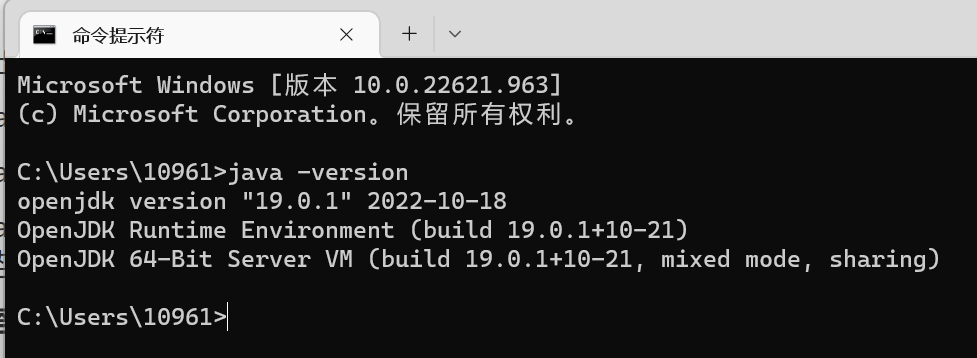 命令提示符
Microsoft Windows [版本 10.0.22621.963]
(c) Microsoft Corporation。保留所有权利。
C:\Users\10961>java -version
openjdk version "19.0.1" 2022-10-18
OpenJDK Runtime Environment (build 19.0.1+10-21)
OpenJDK 64-Bit Server VM (build 19.0.1+10-21, mixed mode, sharing)
C:\Users\10961>